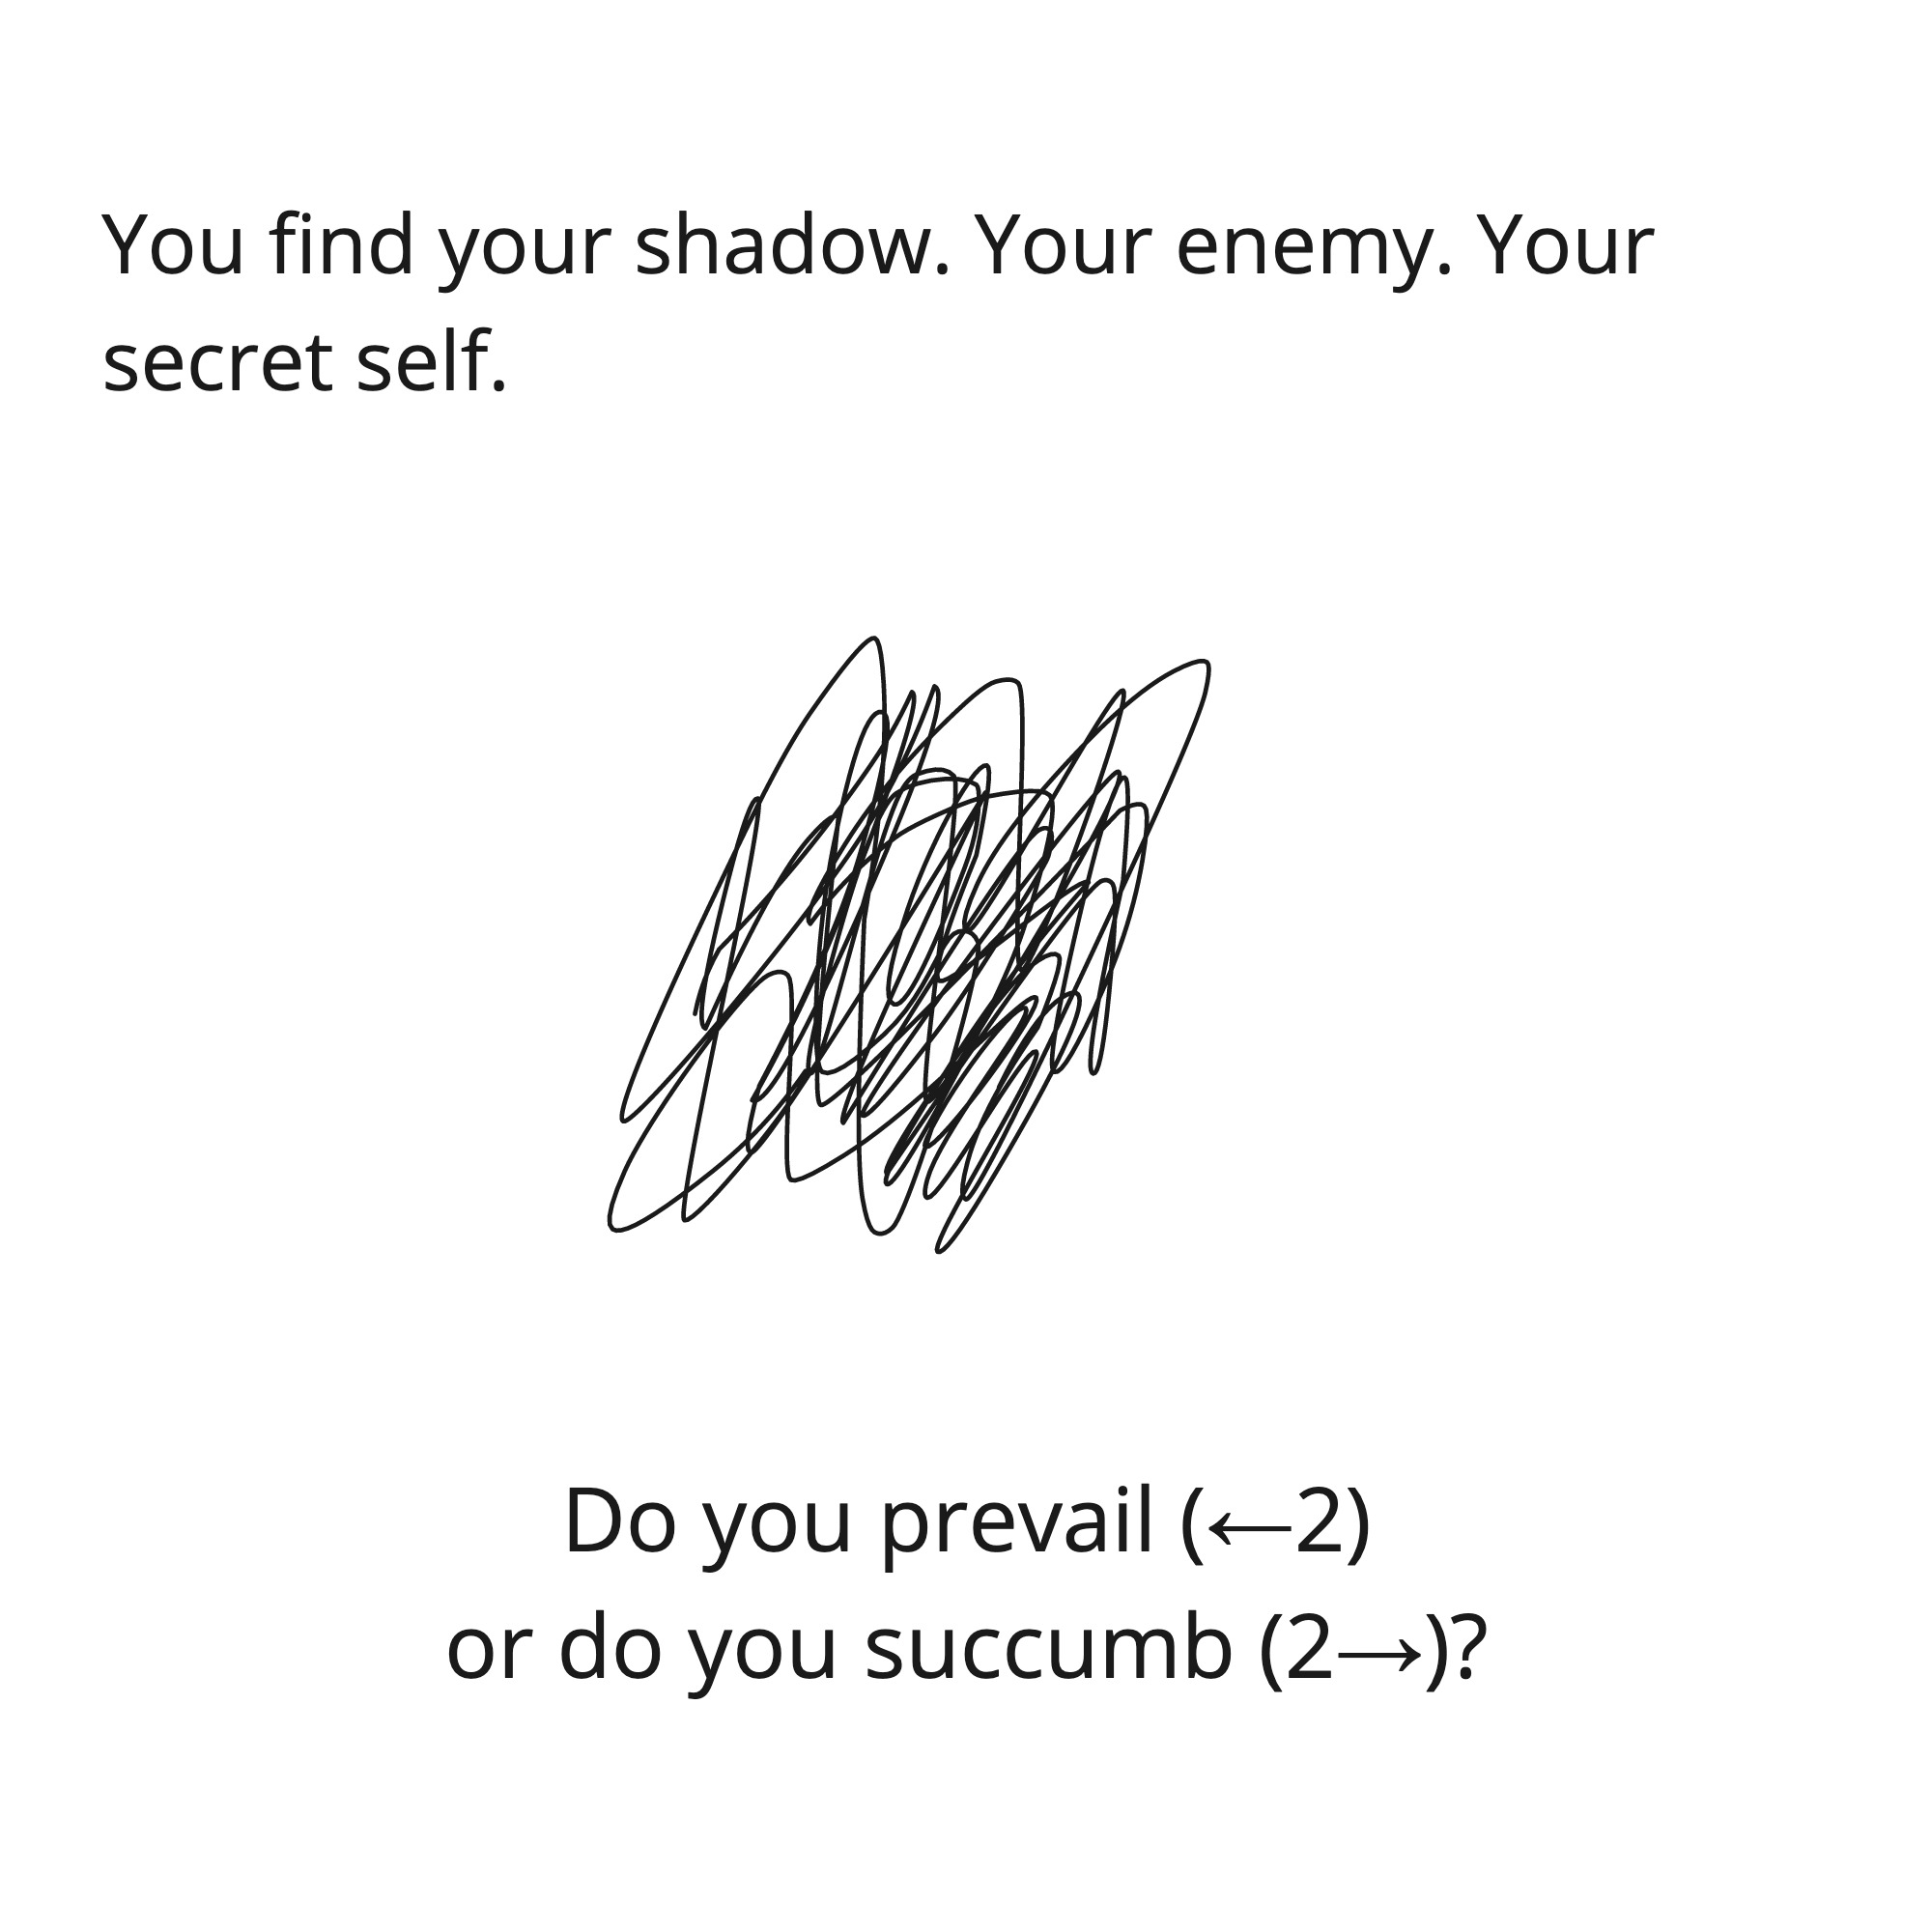 You find your shadow. Your enemy. Your
secret self.
Do you prevail (←2)
or do you succumb (2→)?